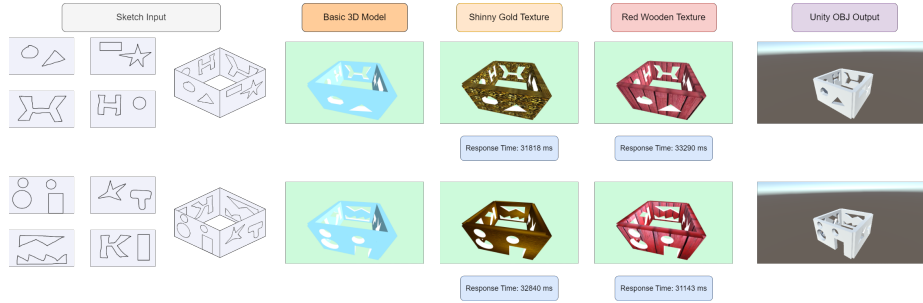 Sketch Input
Basic 3D Model
Shinny Gold Texture
Red Wooden Texture
Unity OBJ Output
H
H
Response Time: 31818 ms
Response Time: 33290 ms
T
K
K
T
Response Time: 32840 ms
Response Time: 31143 ms